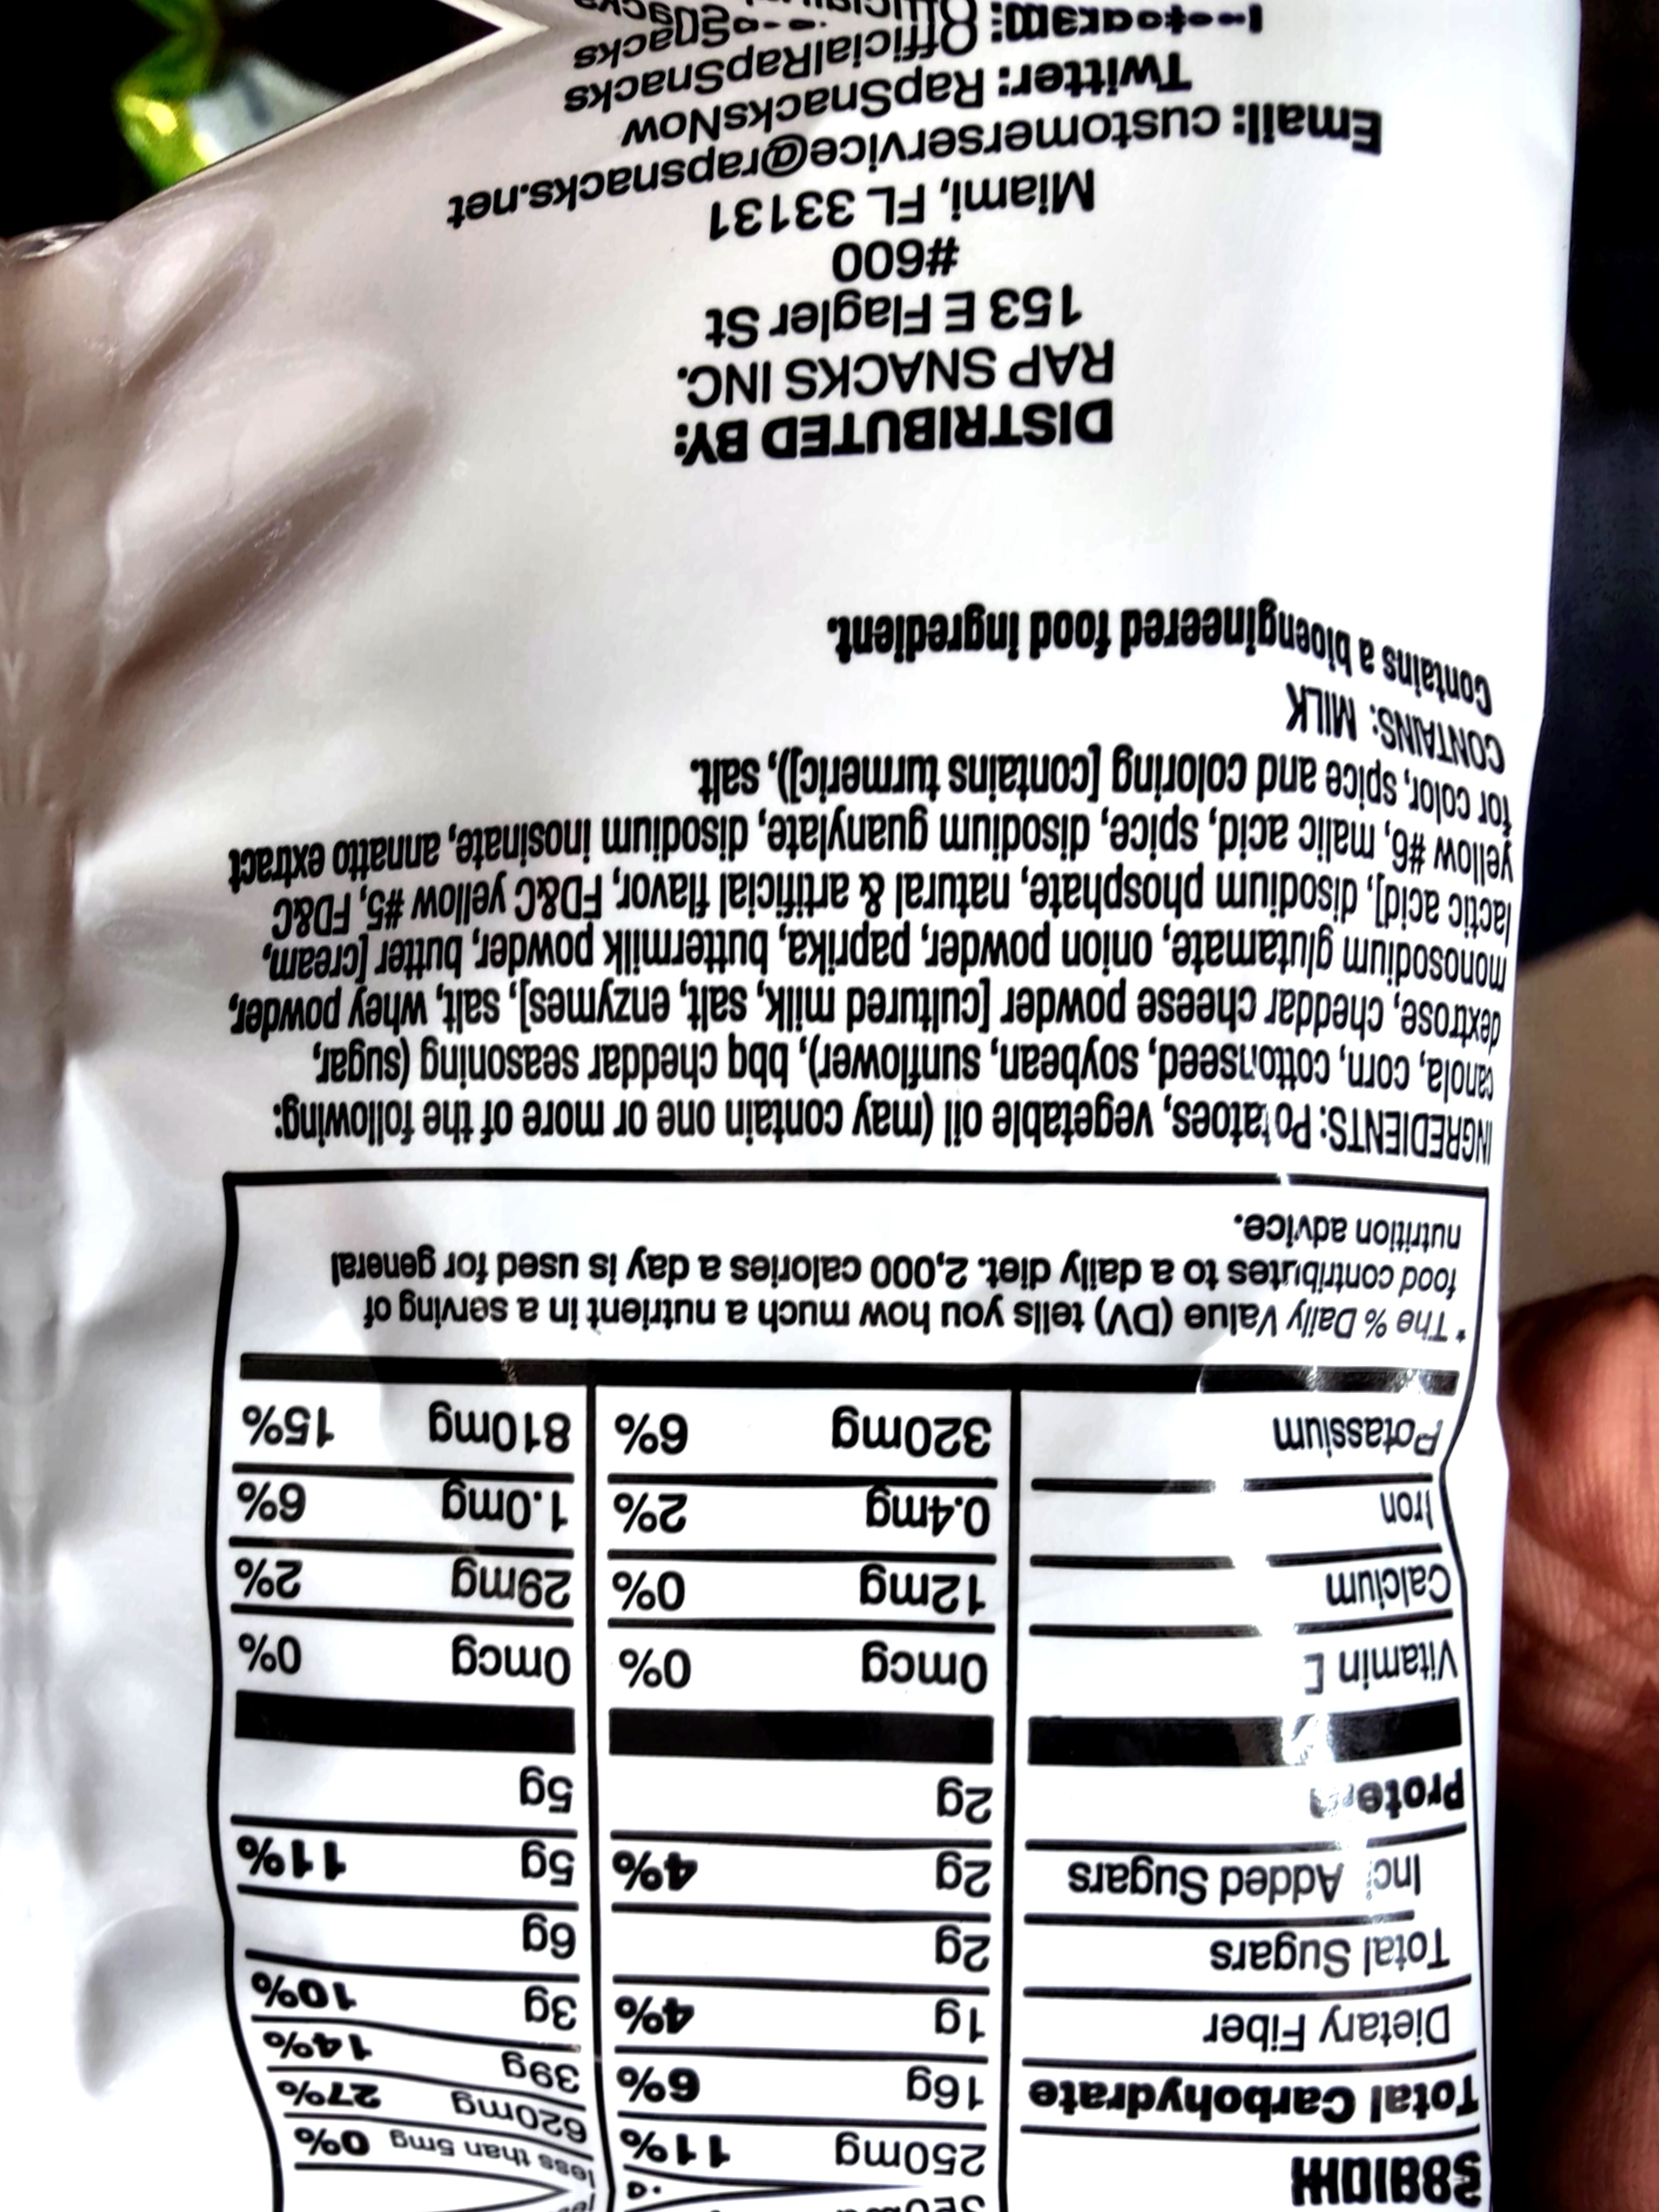 less than 5mg 0%
250mg 11% 620mg 27%
Total Carbohydrate 16g 6% 39g 14%
Dietary Fiber 1g 4% 3g 10%
Total Sugars 2g 6g
Added Sugars 2g 4% 5g 11%
2g 5g
Vitamin 0mcg 0% 0mcg 0%
Calcium 12mg 0% 29mg 2%
Iron 0.4mg 2% 1.0mg 6%
Potassium 320mg 6% 810mg 15%
* The % Daily Value (DV) tells you how much a nutrient in a serving of
food contributes to a daily diet. 2,000 calories a day is used for general
nutrition advice.
INGREDIENTS: Potatoes, vegetable oil (may contain one or more of the following:
canola, corn, cottonseed, soybean, sunflower), bbq cheddar seasoning (sugar,
dextrose, cheddar cheese powder [cultured milk, salt, enzymes], salt, whey powder,
monosodium glutamate, onion powder, paprika, buttermilk powder, butter [cream,
lactic acid], disodium phosphate, natural & artificial flavor, FD&C yellow #5, FD&C
yellow #6, malic acid, spice, disodium guanylate, disodium inosinate, annatto extract
for color, spice and coloring [contains turmeric]), salt.
CONTAINS: MILK
Contains a bioengineered food ingredient.
DISTRIBUTED BY:
RAP SNACKS INC.
153 E Flagler St
#600
Miami, FL 33131
Email: customerservice@rapsnacks.net
Twitter: RapSnacksNow
OfficialRapSnacks